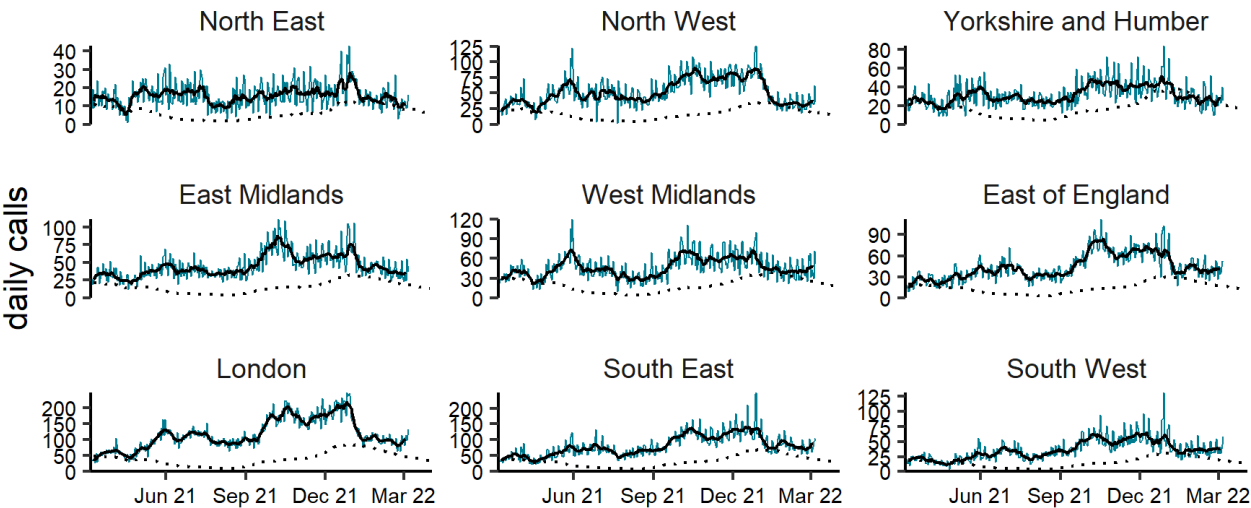 North East North West Yorkshire and Humber
40 125 80
30 100 60
20 75 40
10 50 20
0 25 0
0
daily calls
East Midlands West Midlands East of England
100 120 90
75 90 60
50 60 30
25 30 0
0 0
London South East South West
200 200 125
150 150 100
100 100 75
50 50 50
0 0 25
0
Jun 21 Sep 21 Dec 21 Mar 22 Jun 21 Sep 21 Dec 21 Mar 22 Jun 21 Sep 21 Dec 21 Mar 22